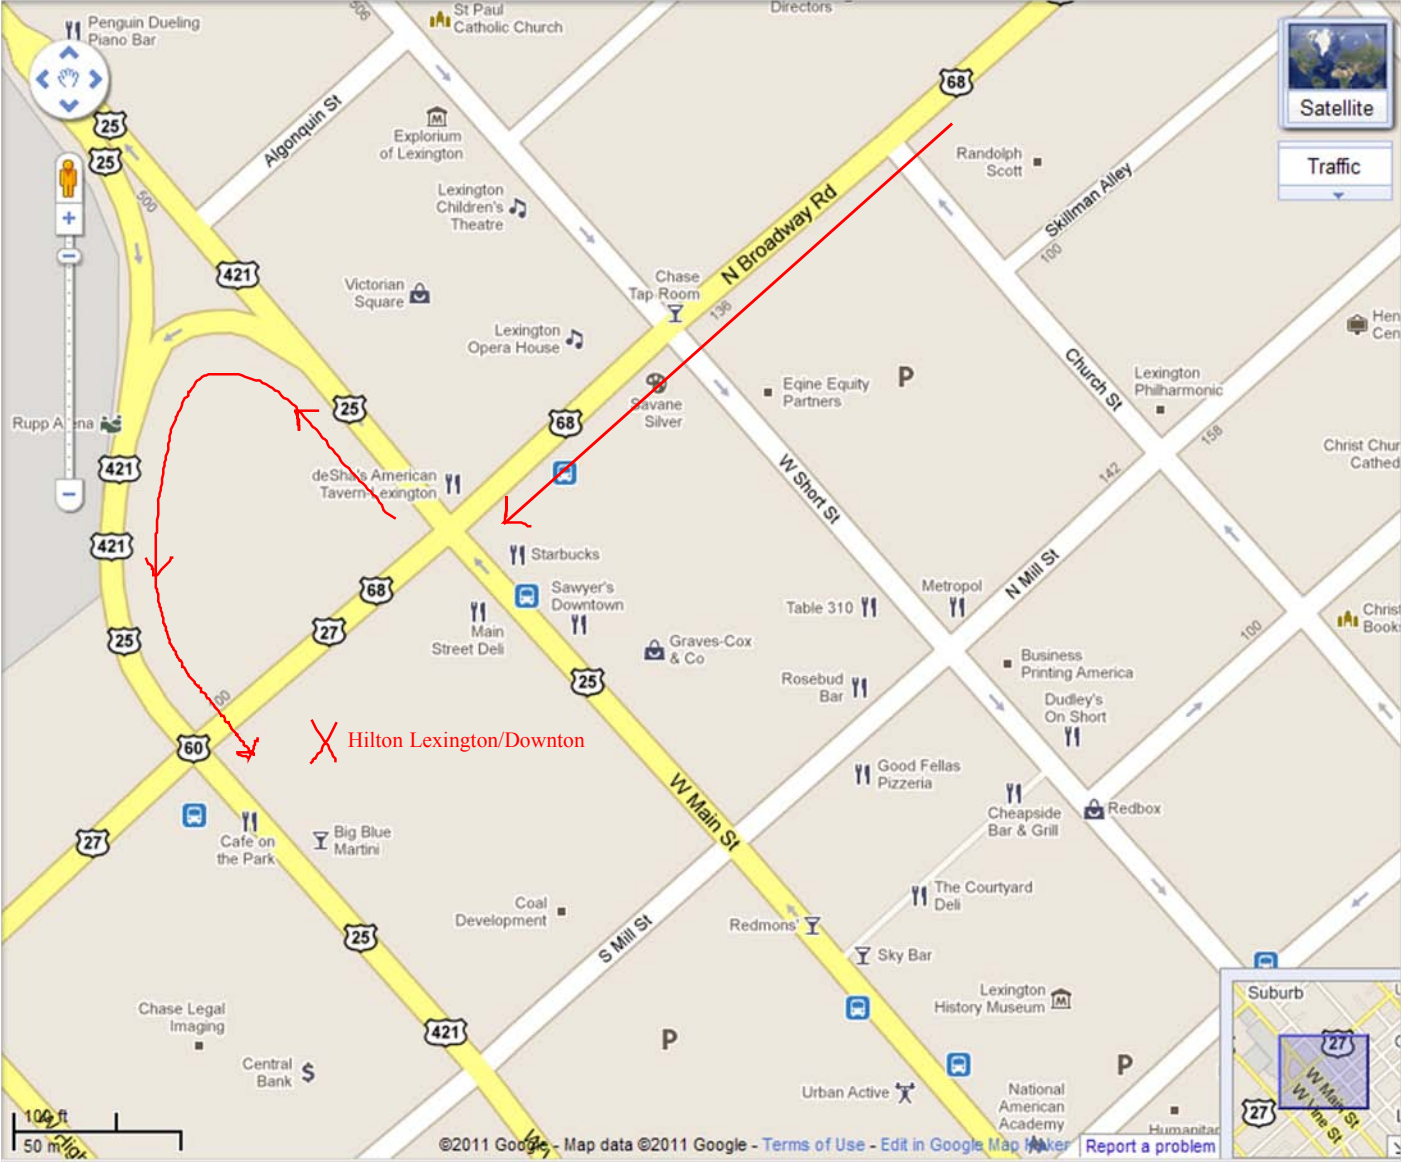 506
St Paul
Catholic Church
Directors
Penguin Dueling
Piano Bar
68
Satellite
Traffic
25
25
Algonquin St
Explorium
of Lexington
Randolph
Scott
Skillman Alley
100
500
Lexington
Children's
Theatre
N Broadway Rd
421
Victorian
Square
Chase
Tap Room
136
Lexington
Opera House
Church St
Lexington
Philharmonic
Eqine Equity
Partners
P
25
Savane
Silver
68
Rupp Arena
158
142
Christ Chur
Cathed
421
deSha's American
Tavern-Lexington
W Short St
421
Starbucks
Sawyer's
Downtown
68
27
Main
Street Deli
Table 310
Metropol
N Mill St
100
Christ
Book
25
Graves-Cox
& Co
25
Rosebud
Bar
Business
Printing America
Dudley's
On Short
60
Hilton Lexington/Downton
Good Fellas
Pizzeria
W Main St
Cheapside
Bar & Grill
Redbox
27
Cafe on
the Park
Big Blue
Martini
The Courtyard
Deli
Coal
Development
Redmons'
25
S Mill St
Sky Bar
Lexington
History Museum
Suburb
Chase Legal
Imaging
421
P
P
27
W Main St
W Vine St
27
Central
Bank
Urban Active
National
American
Academy
100 ft
50 m
©2011 Google - Map data ©2011 Google - Terms of Use - Edit in Google Map Maker
Report a problem